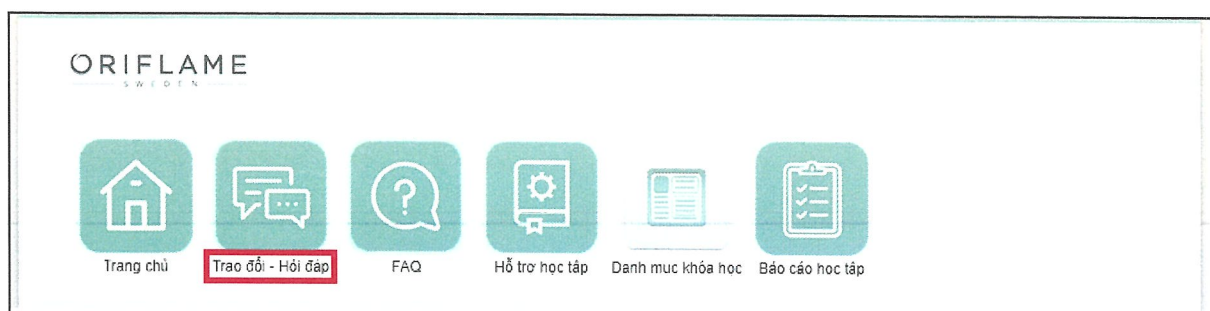 ORIFLAME
SWEDEN
Trang chủ
Trao đổi - Hỏi đáp
FAQ
Hỗ trợ học tập
Danh mục khóa học
Báo cáo học tập